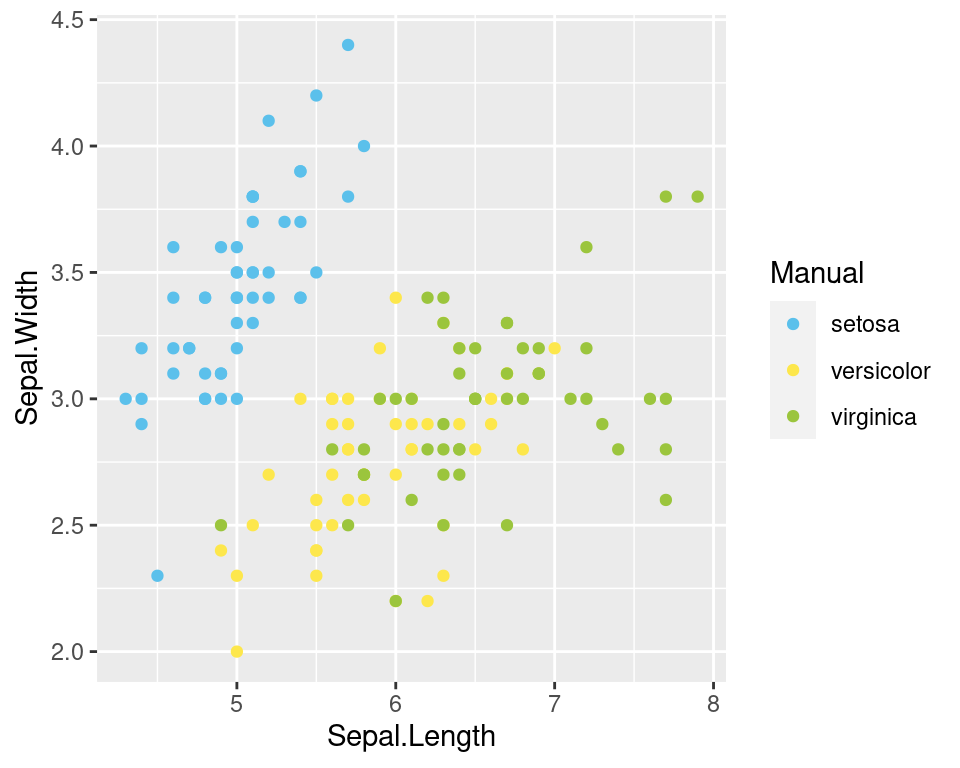 4.5
4.0
3.5
3.0
2.5
2.0
Sepal.Width
5 6 7 8
Sepal.Length
Manual
setosa
versicolor
virginica